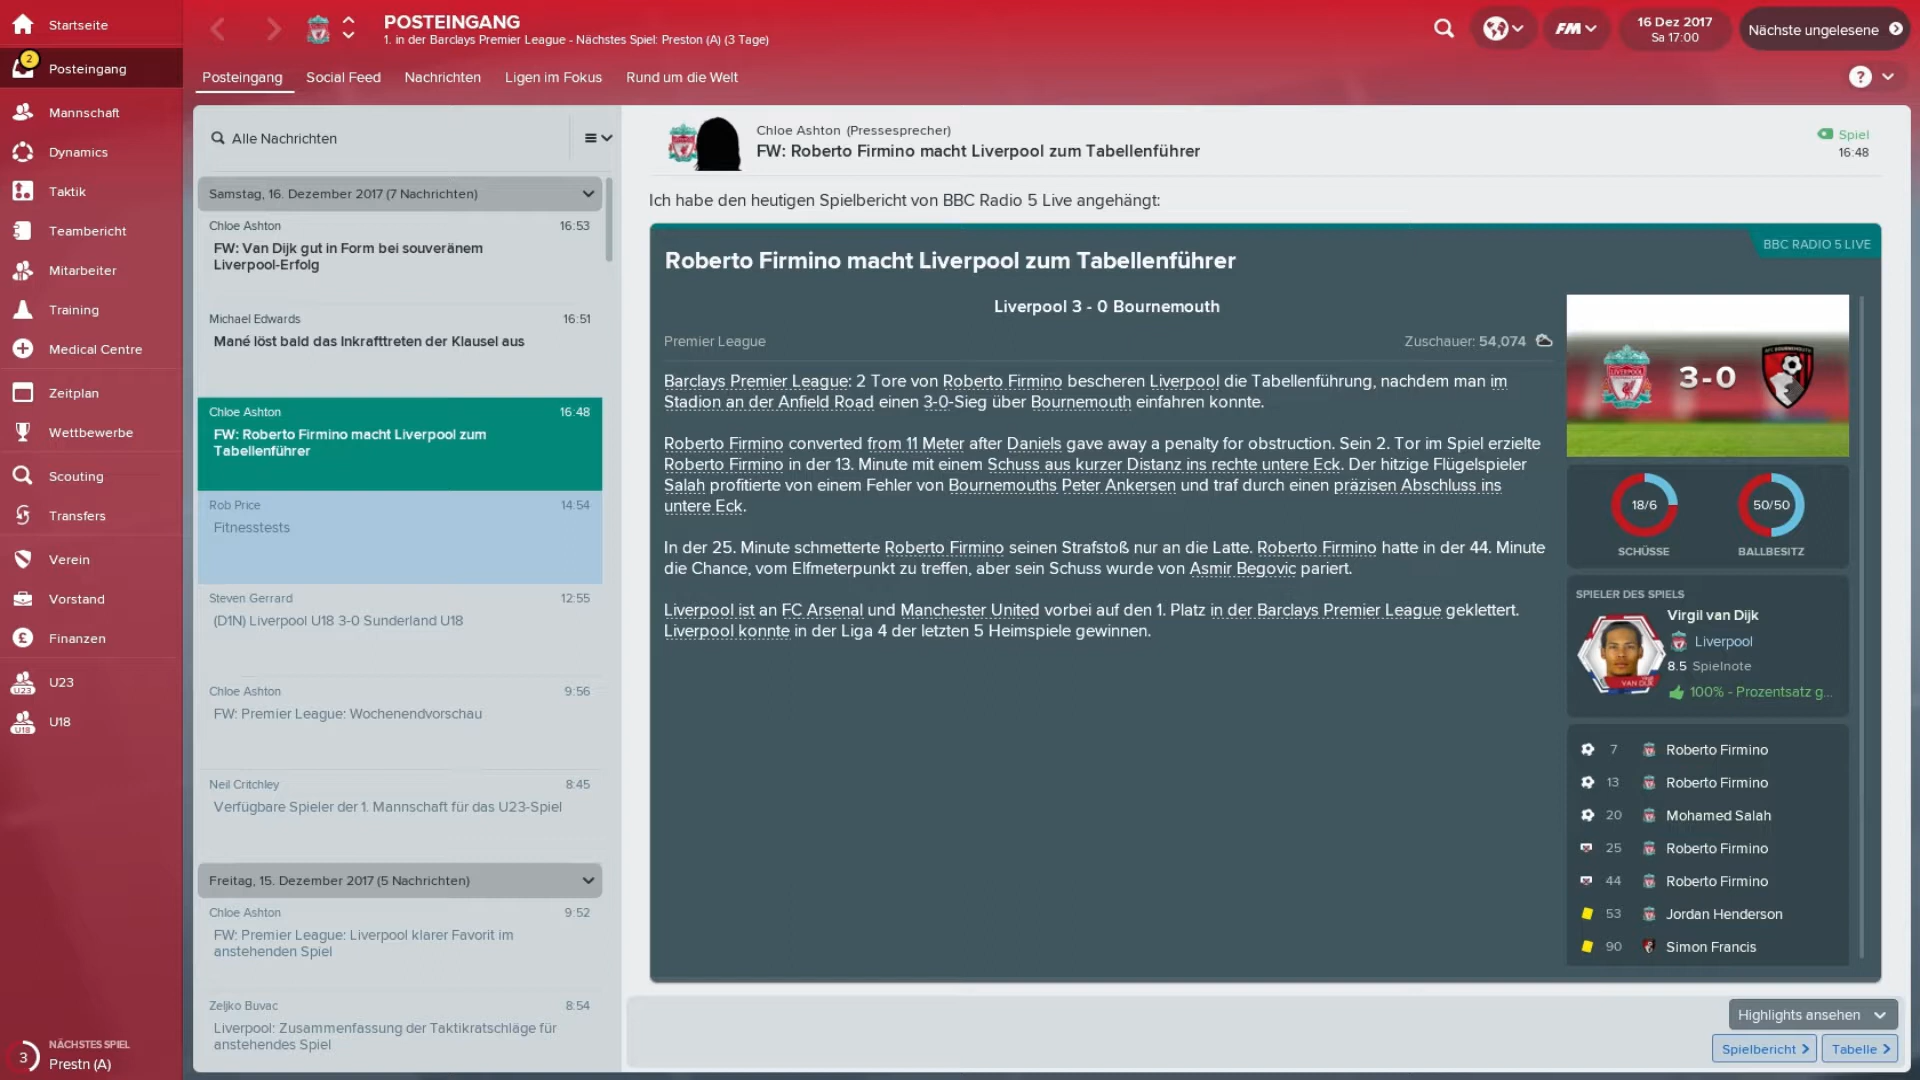 Startseite
2
Posteingang
Mannschaft
Dynamics
Taktik
Teambericht
Mitarbeiter
Training
Medical Centre
Zeitplan
Wettbewerbe
Scouting
Transfers
Verein
Vorstand
Finanzen
U23
U23
U18
U18
NÄCHSTES SPIEL
3
Prestn (A)
POSTEINGANG
1. in der Barclays Premier League - Nächstes Spiel: Preston (A) (3 Tage)
FM
16 Dez 2017
Sa 17:00
Nächste ungelesene
Posteingang Social Feed Nachrichten Ligen im Fokus Rund um die Welt
?
Alle Nachrichten
Samstag, 16. Dezember 2017 (7 Nachrichten)
Chloe Ashton 16:53
FW: Van Dijk gut in Form bei souveränem
Liverpool-Erfolg
Michael Edwards 16:51
Mané löst bald das Inkrafttreten der Klausel aus
Chloe Ashton 16:48
FW: Roberto Firmino macht Liverpool zum
Tabellenführer
Rob Price 14:54
Fitnesstests
Steven Gerrard 12:55
(D1N) Liverpool U18 3-0 Sunderland U18
Chloe Ashton 9:56
FW: Premier League: Wochenendvorschau
Neil Critchley 8:45
Verfügbare Spieler der 1. Mannschaft für das U23-Spiel
Freitag, 15. Dezember 2017 (5 Nachrichten)
Chloe Ashton 9:52
FW: Premier League: Liverpool klarer Favorit im
anstehenden Spiel
Zeljko Buvac 8:54
Liverpool: Zusammenfassung der Taktikratschläge für
anstehendes Spiel
Chloe Ashton (Pressesprecher)
FW: Roberto Firmino macht Liverpool zum Tabellenführer
Spiel
16:48
Ich habe den heutigen Spielbericht von BBC Radio 5 Live angehängt:
BBC RADIO 5 LIVE
Roberto Firmino macht Liverpool zum Tabellenführer
Liverpool 3 - 0 Bournemouth
Premier League Zuschauer: 54,074
Barclays Premier League: 2 Tore von Roberto Firmino bescheren Liverpool die Tabellenführung, nachdem man im
Stadion an der Anfield Road einen 3-0-Sieg über Bournemouth einfahren konnte.
Roberto Firmino converted from 11 Meter after Daniels gave away a penalty for obstruction. Sein 2. Tor im Spiel erzielte
Roberto Firmino in der 13. Minute mit einem Schuss aus kurzer Distanz ins rechte untere Eck. Der hitzige Flügelspieler
Salah profitierte von einem Fehler von Bournemouths Peter Ankersen und traf durch einen präzisen Abschluss ins
untere Eck.
In der 25. Minute schmetterte Roberto Firmino seinen Strafstoß nur an die Latte. Roberto Firmino hatte in der 44. Minute
die Chance, vom Elfmeterpunkt zu treffen, aber sein Schuss wurde von Asmir Begovic pariert.
Liverpool ist an FC Arsenal und Manchester United vorbei auf den 1. Platz in der Barclays Premier League geklettert.
Liverpool konnte in der Liga 4 der letzten 5 Heimspiele gewinnen.
3-0
18/6 50/50
SCHÜSSE BALLBESITZ
SPIELER DES SPIELS
Virgil van Dijk
Liverpool
8.5 Spielnote
100% - Prozentsatz g...
VAN DIJK
7 Roberto Firmino
13 Roberto Firmino
20 Mohamed Salah
25 Roberto Firmino
44 Roberto Firmino
53 Jordan Henderson
90 Simon Francis
Highlights ansehen
Spielbericht
Tabelle